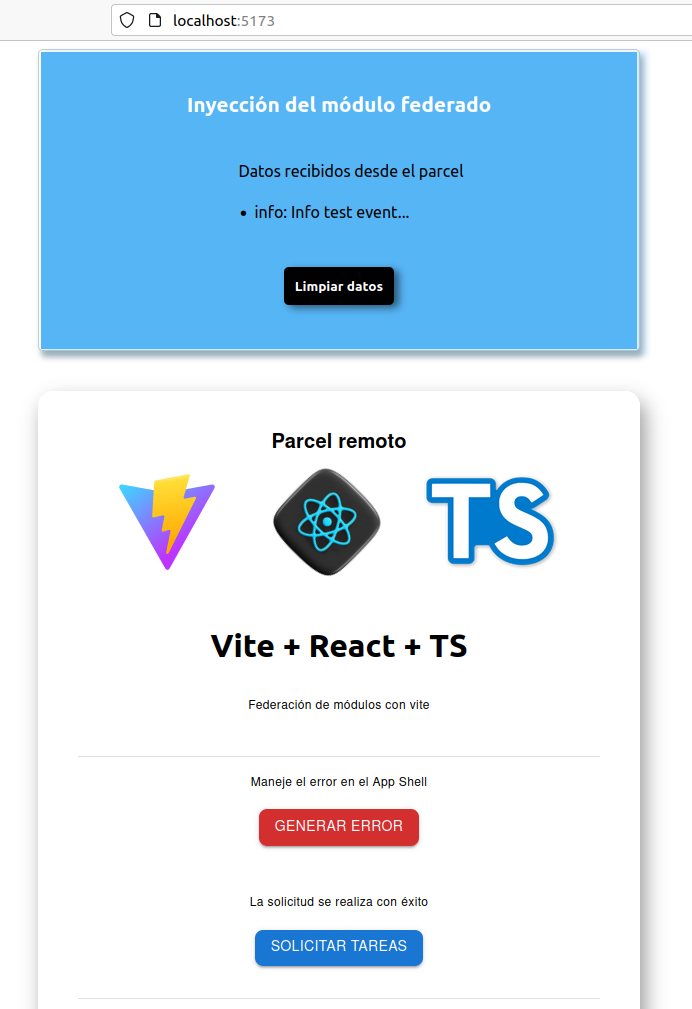 localhost:5173
Inyección del módulo federado
Datos recibidos desde el parcel
• info: Info test event...
Limpiar datos
Parcel remoto
TS
Vite + React + TS
Federación de módulos con vite
Maneje el error en el App Shell
GENERAR ERROR
La solicitud se realiza con éxito
SOLICITAR TAREAS